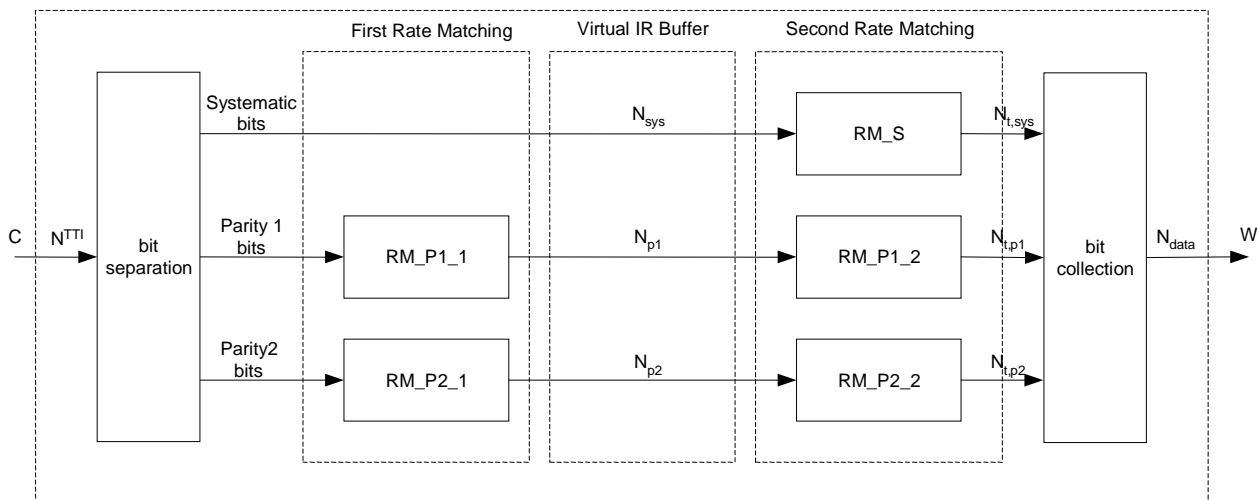 First Rate Matching
Virtual IR Buffer
Second Rate Matching
Systematic
bits
N_sys
RM_S
N_t,sys
C
N^TTI
bit
separation
Parity 1
bits
RM_P1_1
N_p1
RM_P1_2
N_t,p1
bit
collection
N_data
W
Parity2
bits
RM_P2_1
N_p2
RM_P2_2
N_t,p2